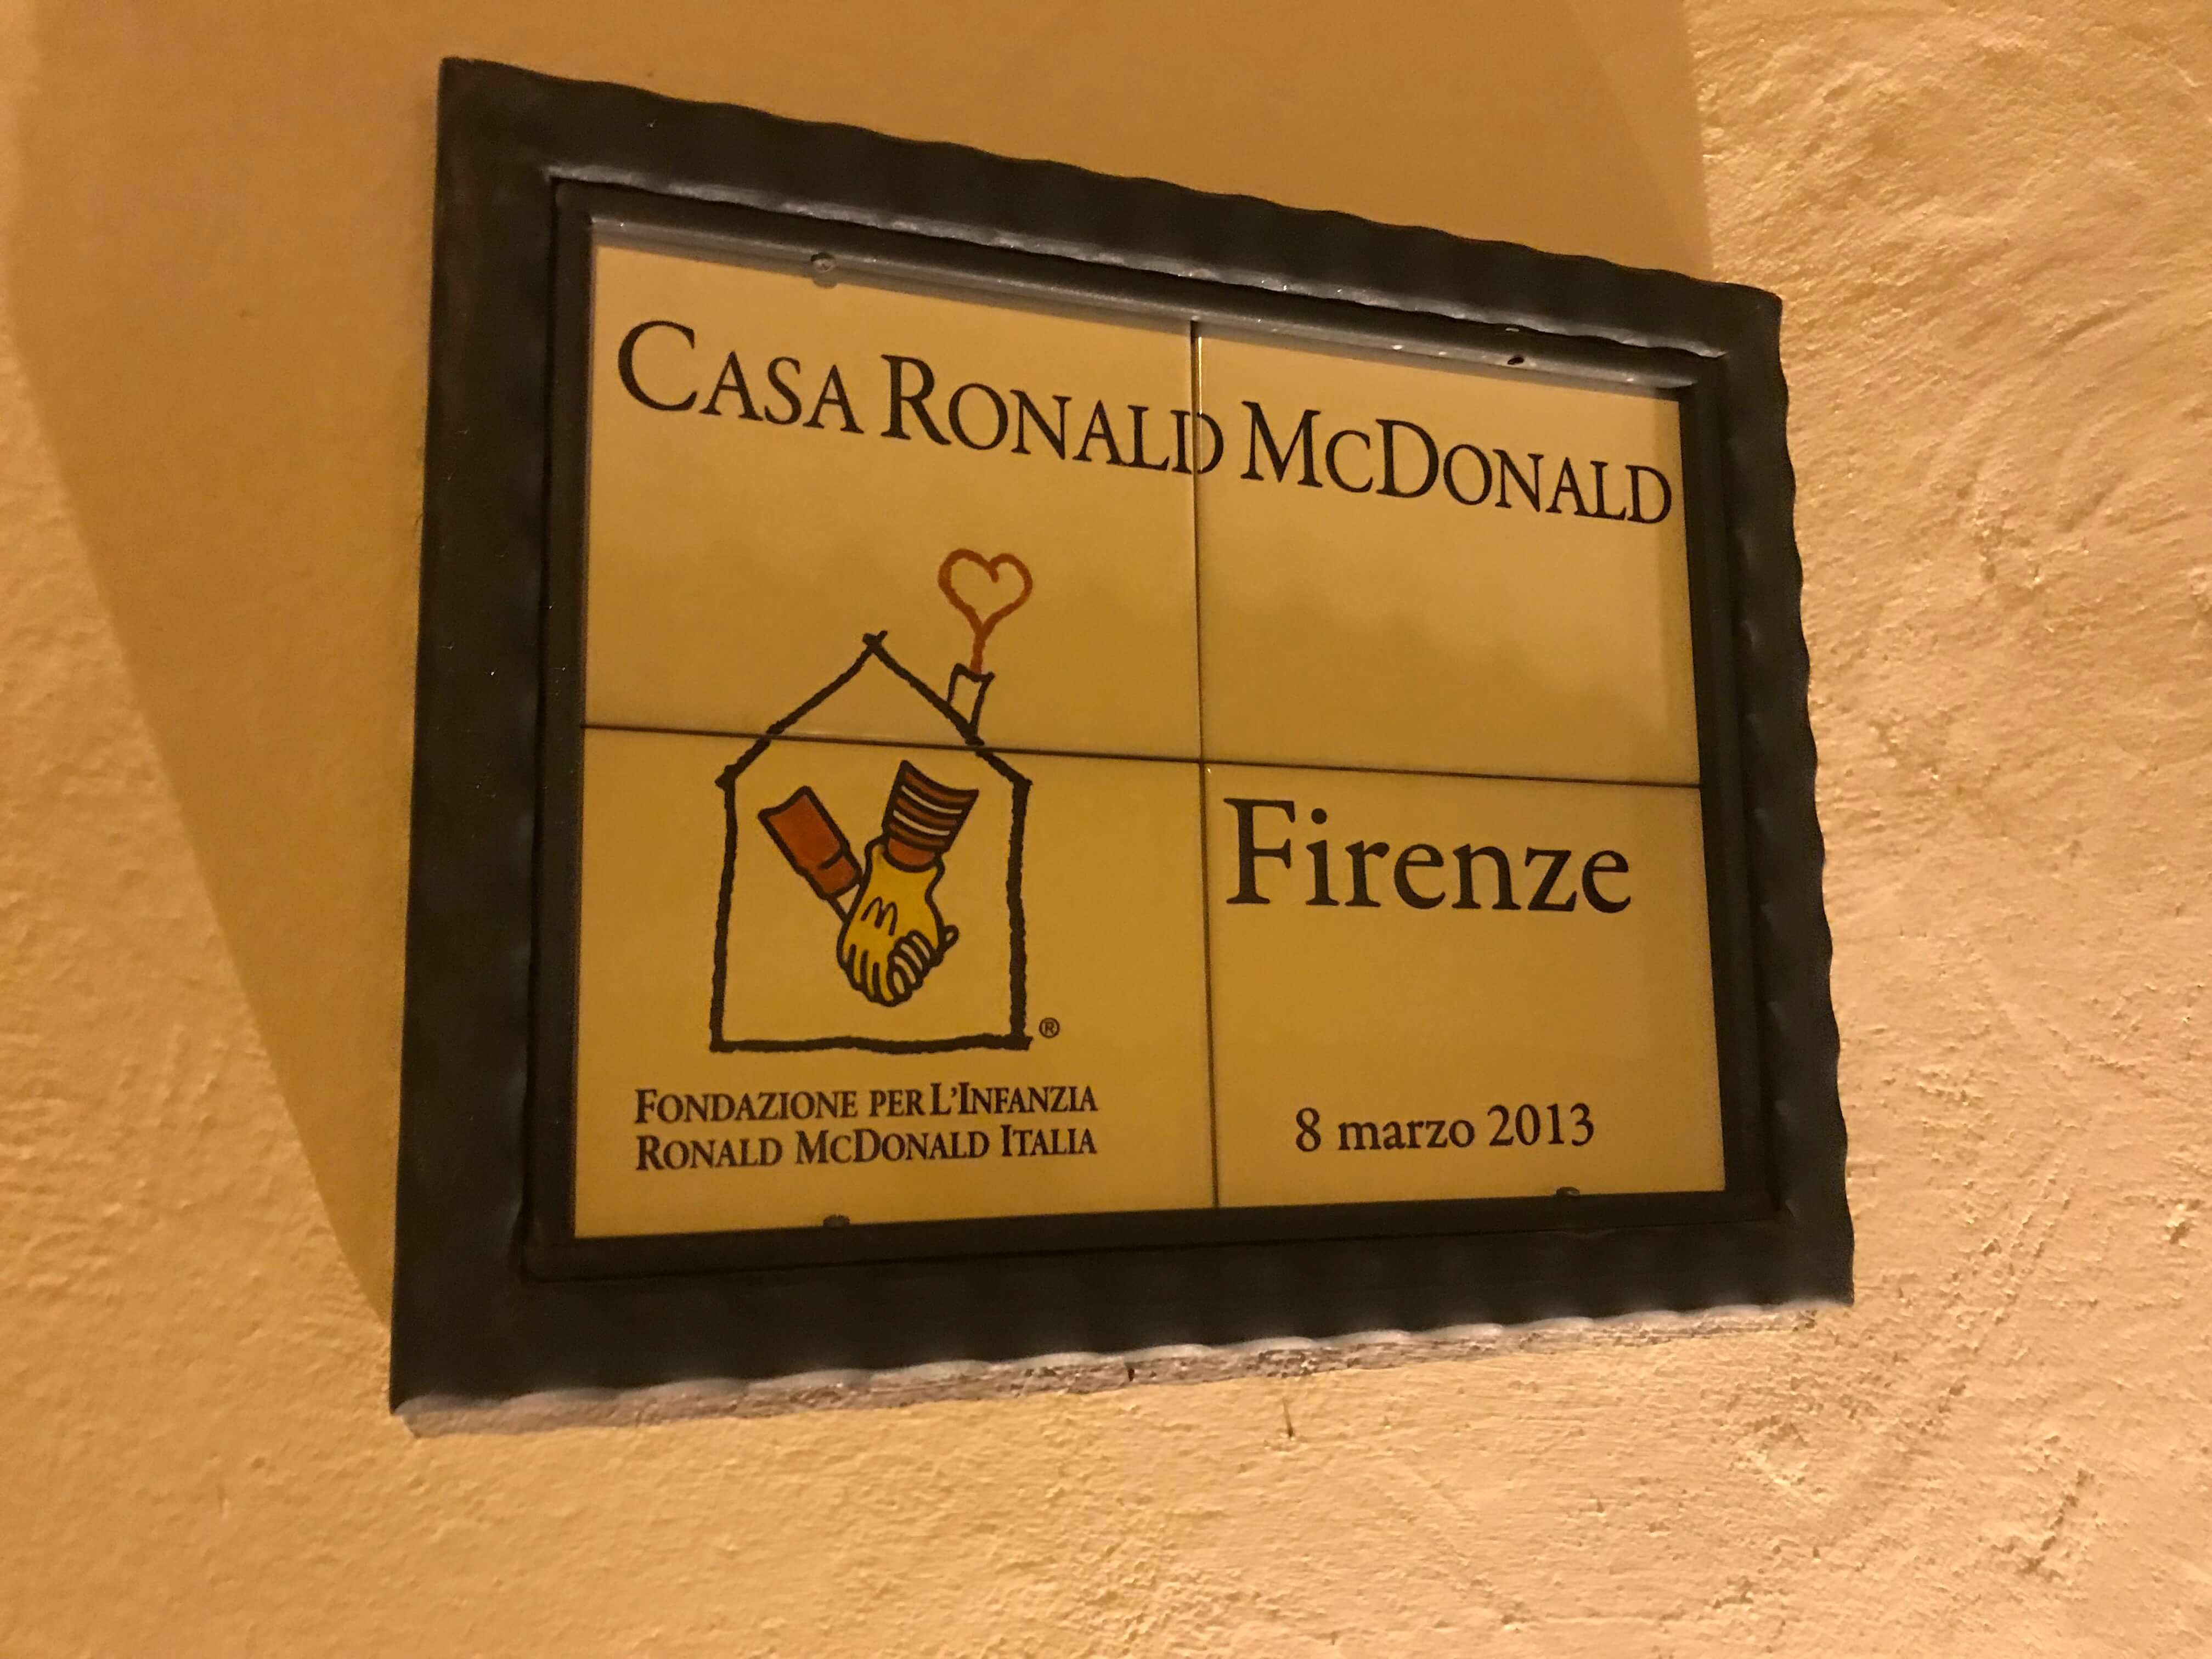 CASA RONALD MCDONALD
Firenze
M
®
FONDAZIONE PER L'INFANZIA
RONALD MCDONALD ITALIA
8 marzo 2013